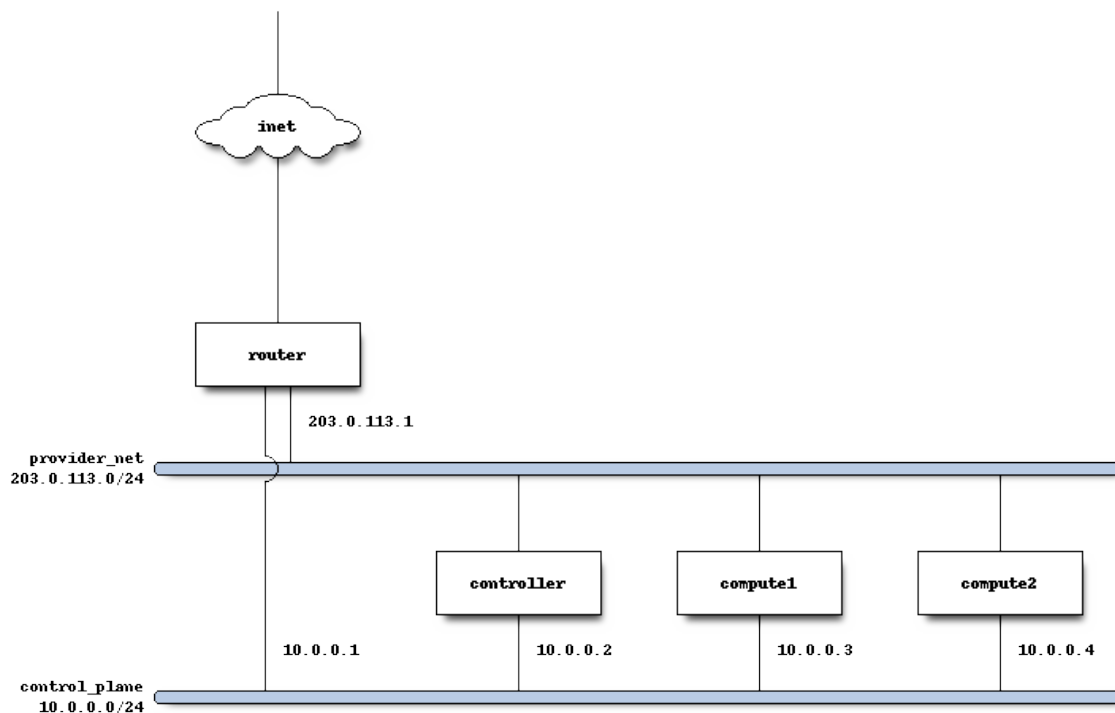 inet
router
203.0.113.1
provider_net
203.0.113.0/24
controller
compute1
compute2
10.0.0.1
10.0.0.2
10.0.0.3
10.0.0.4
control_plane
10.0.0.0/24